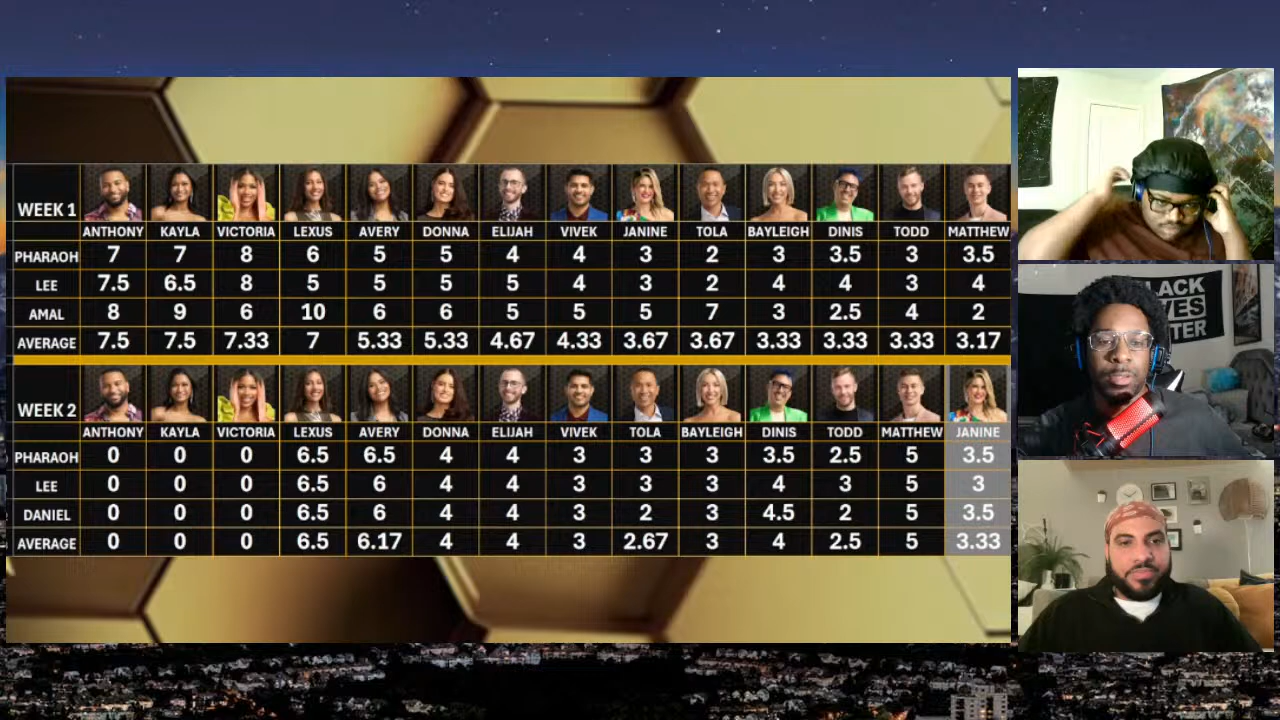 WEEK 1 ANTHONY KAYLA VICTORIA LEXUS AVERY DONNA ELIJAH VIVEK JANINE TOLA BAYLEIGH DINIS TODD MATTHEW
PHARAOH 7 7 8 6 5 5 4 4 3 2 3 3.5 3 3.5
LEE 7.5 6.5 8 5 5 5 5 4 3 2 4 4 3 4
AMAL 8 9 6 10 6 6 5 5 5 7 3 2.5 4 2
AVERAGE 7.5 7.5 7.33 7 5.33 5.33 4.67 4.33 3.67 3.67 3.33 3.33 3.33 3.17
WEEK 2 ANTHONY KAYLA VICTORIA LEXUS AVERY DONNA ELIJAH VIVEK TOLA BAYLEIGH DINIS TODD MATTHEW JANINE
PHARAOH 0 0 0 6.5 6.5 4 4 3 3 3 3.5 2.5 5 3.5
LEE 0 0 0 6.5 6 4 4 3 3 3 4 3 5 3
DANIEL 0 0 0 6.5 6 4 4 3 2 3 4.5 2 5 3.5
AVERAGE 0 0 0 6.5 6.17 4 4 3 2.67 3 4 2.5 5 3.33
LACK
VES
TTER